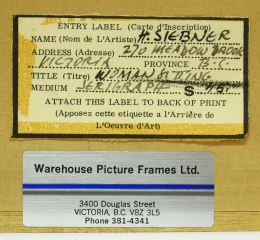 ENTRY LABEL (Carte d'Inscription)
NAME (Nom de L'Artiste) H. SIEBNER
ADDRESS (Adresse) 270 MEADOW BROOK
VICTORIA PROVINCE B.C.
TITLE (Titre) WOMAN SITTING
MEDIUM SERIGRAPH $
ATTACH THIS LABEL TO BACK OF PRINT
(Apposez cette etiquette a l'Arrière de
L'Oeuvre d'Art)
Warehouse Picture Frames Ltd.
3400 Douglas Street
VICTORIA, B.C. V8Z 3L5
Phone 381-4341